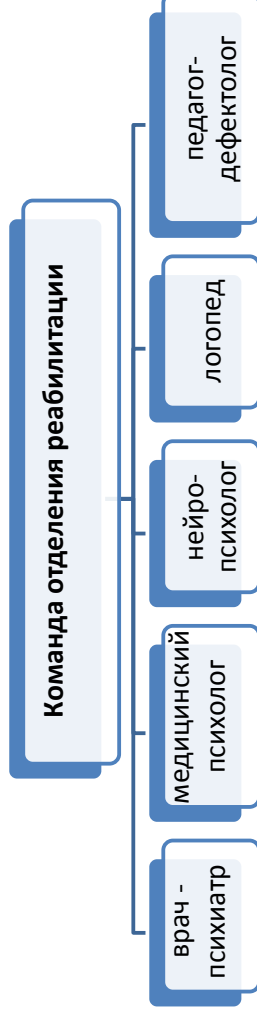 Команда отделения реабилитации
врач -
психиатр
медицинский
психолог
нейро-
психолог
логопед
педагог-
дефектолог